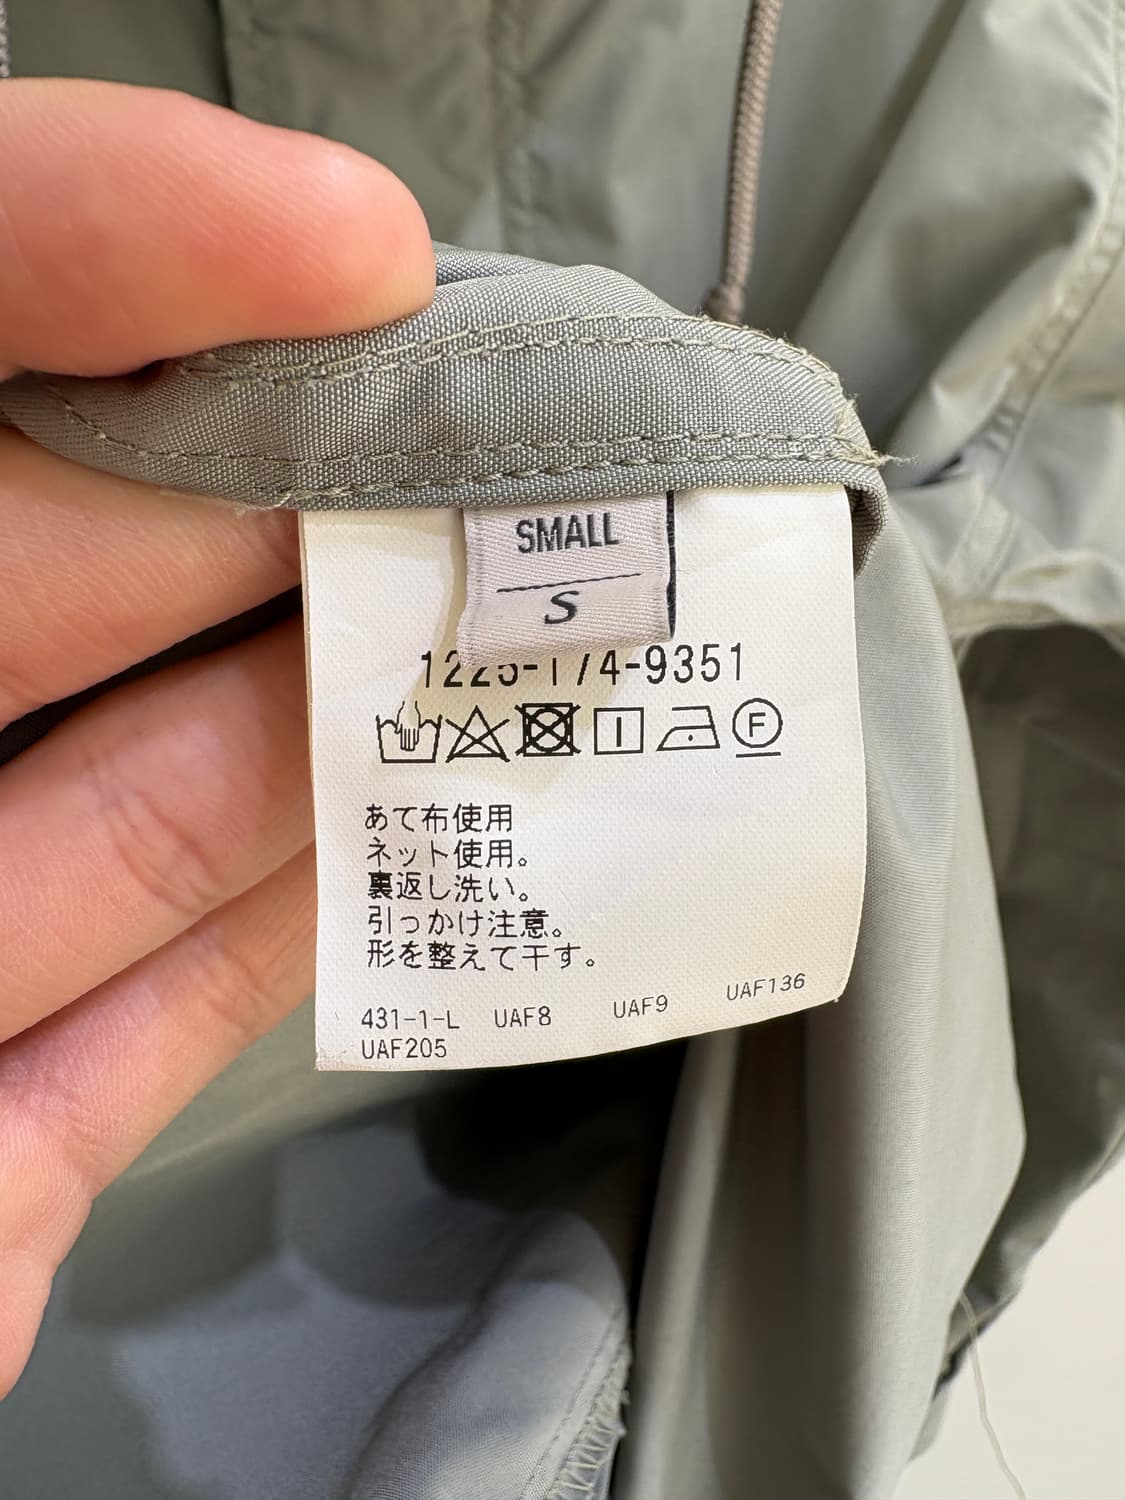 SMALL
S
1225-174-9351
F
あて布使用
ネット使用。
裏返し洗い。
引っかけ注意。
形を整えて干す。
431-1-L UAF8 UAF9 UAF136
UAF205